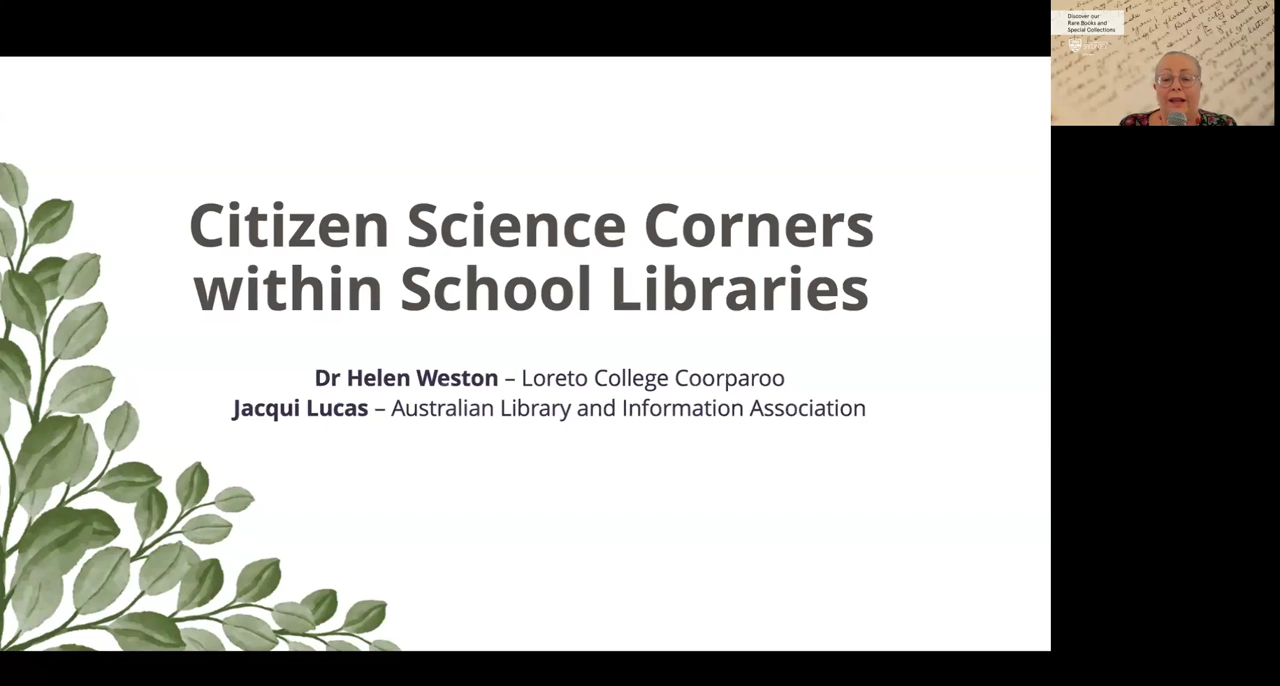 Citizen Science Corners
within School Libraries
Dr Helen Weston – Loreto College Coorparoo
Jacqui Lucas – Australian Library and Information Association
Discover our
Rare Books and
Special Collections